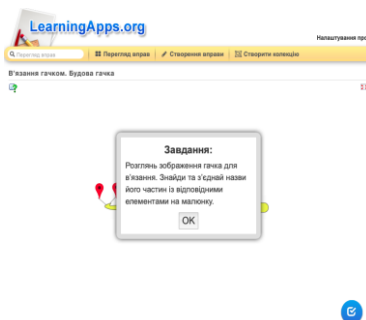 LearningApps.org
Налаштування про
Перегляд вправ
Перегляд вправ
Створення вправи
Створити колекцію
В'язання гачком. Будова гачка
Завдання:
Розглянь зображення гачка для
в'язання. Знайди та з'єднай назви
його частин із відповідними
елементами на малюнку.
OK